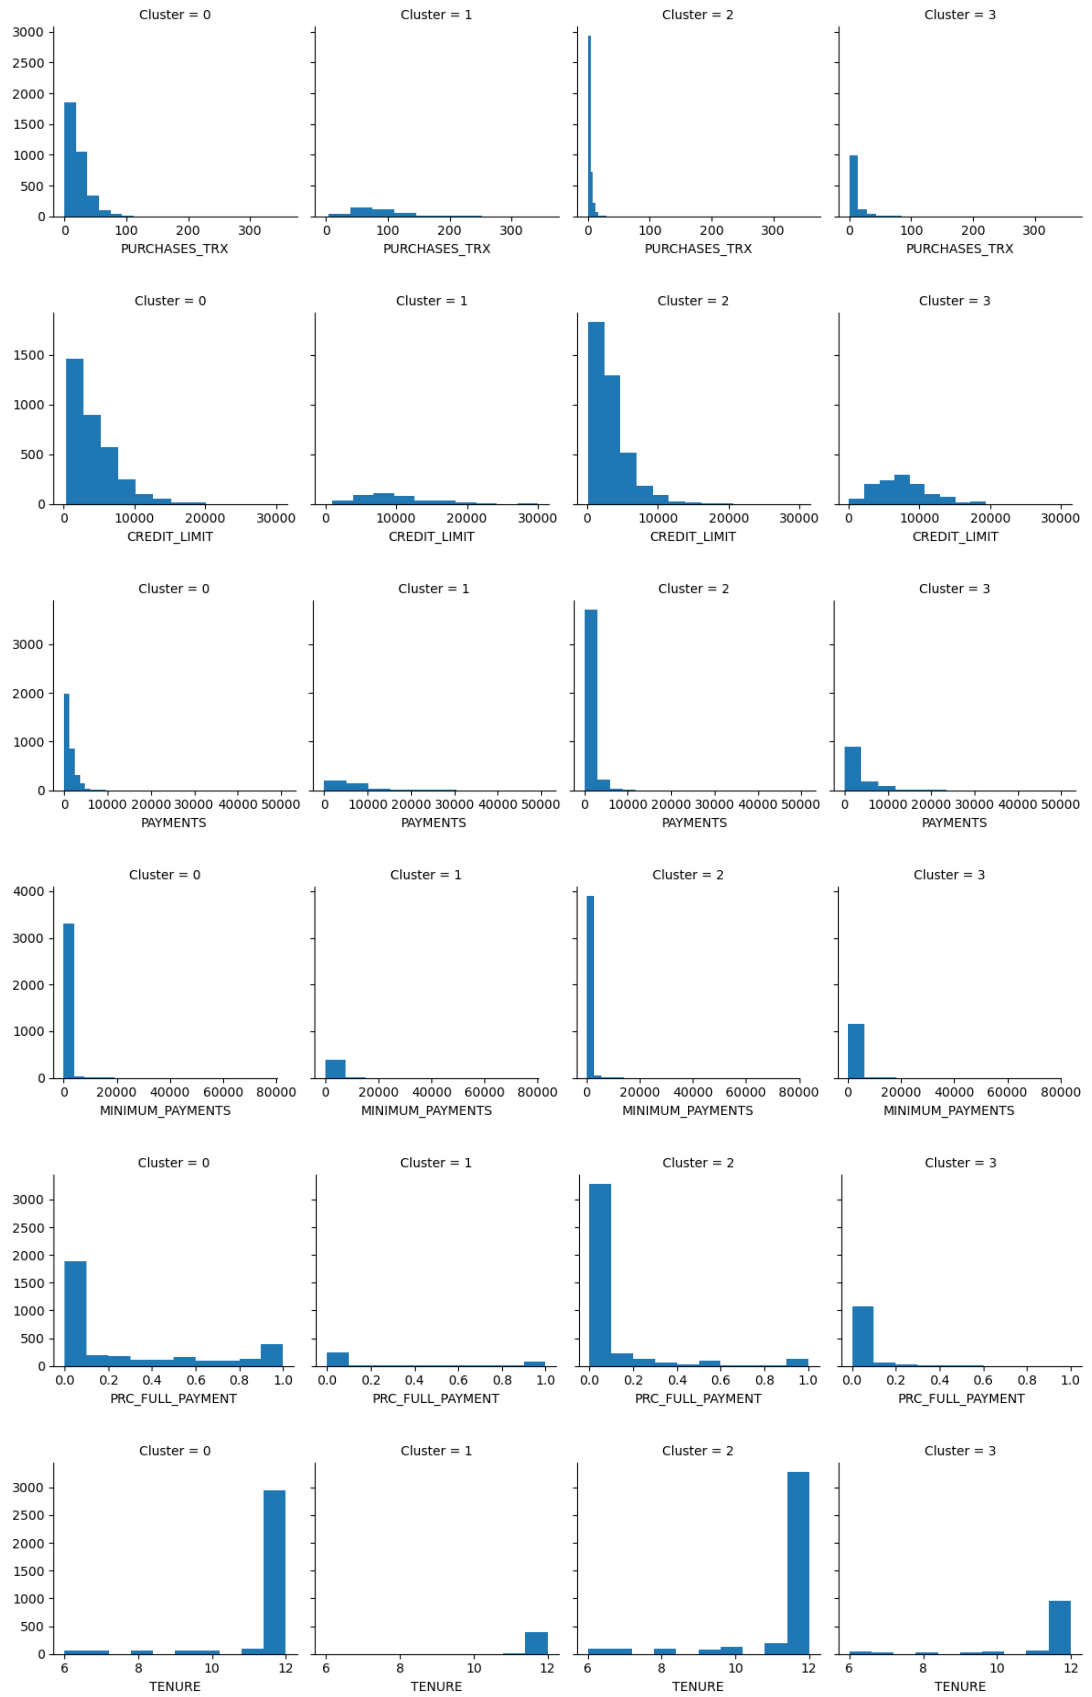 Cluster = 0 Cluster = 1 Cluster = 2 Cluster = 3
3000
2500
2000
1500
1000
500
0
0 100 200 300 0 100 200 300 0 100 200 300 0 100 200 300
PURCHASES_TRX PURCHASES_TRX PURCHASES_TRX PURCHASES_TRX
Cluster = 0 Cluster = 1 Cluster = 2 Cluster = 3
1500
1000
500
0
0 10000 20000 30000 0 10000 20000 30000 0 10000 20000 30000 0 10000 20000 30000
CREDIT_LIMIT CREDIT_LIMIT CREDIT_LIMIT CREDIT_LIMIT
Cluster = 0 Cluster = 1 Cluster = 2 Cluster = 3
3000
2000
1000
0
0 10000 20000 30000 40000 50000 0 10000 20000 30000 40000 50000 0 10000 20000 30000 40000 50000 0 10000 20000 30000 40000 50000
PAYMENTS PAYMENTS PAYMENTS PAYMENTS
Cluster = 0 Cluster = 1 Cluster = 2 Cluster = 3
4000
3000
2000
1000
0
0 20000 40000 60000 80000 0 20000 40000 60000 80000 0 20000 40000 60000 80000 0 20000 40000 60000 80000
MINIMUM_PAYMENTS MINIMUM_PAYMENTS MINIMUM_PAYMENTS MINIMUM_PAYMENTS
Cluster = 0 Cluster = 1 Cluster = 2 Cluster = 3
3000
2500
2000
1500
1000
500
0
0.0 0.2 0.4 0.6 0.8 1.0 0.0 0.2 0.4 0.6 0.8 1.0 0.0 0.2 0.4 0.6 0.8 1.0 0.0 0.2 0.4 0.6 0.8 1.0
PRC_FULL_PAYMENT PRC_FULL_PAYMENT PRC_FULL_PAYMENT PRC_FULL_PAYMENT
Cluster = 0 Cluster = 1 Cluster = 2 Cluster = 3
3000
2500
2000
1500
1000
500
0
6 8 10 12 6 8 10 12 6 8 10 12 6 8 10 12
TENURE TENURE TENURE TENURE